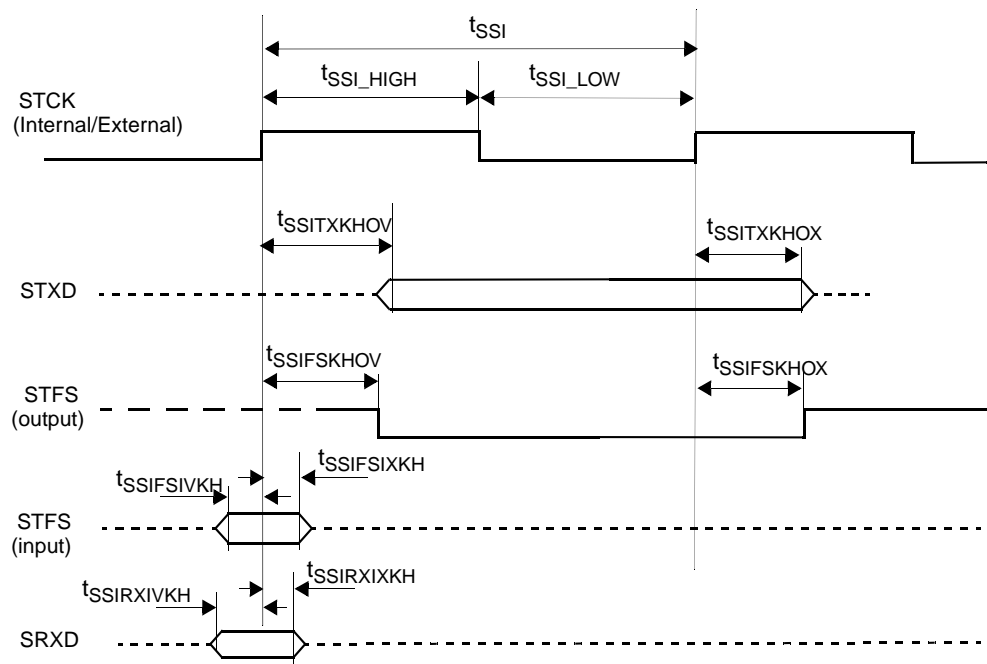 tSSI
tSSI_HIGH
tSSI_LOW
STCK
(Internal/External)
tSSITXKHOV
tSSITXKHOX
STXD
tSSIFSKHOV
tSSIFSKHOX
STFS
(output)
tSSIFSIXKH
tSSIFSIVKH
STFS
(input)
tSSIRXIXKH
tSSIRXIVKH
SRXD